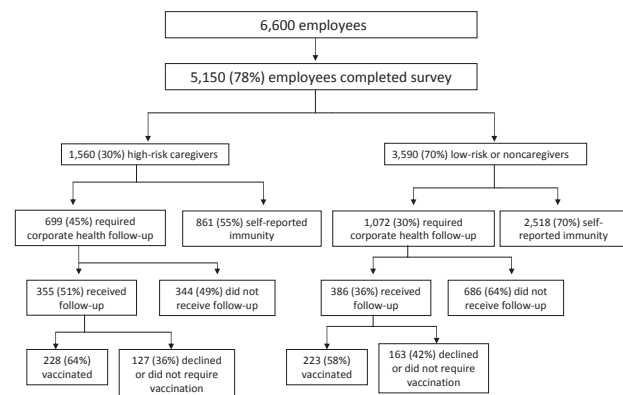 6,600 employees
5,150 (78%) employees completed survey
1,560 (30%) high-risk caregivers
3,590 (70%) low-risk or noncaregivers
699 (45%) required
corporate health follow-up
861 (55%) self-reported
immunity
1,072 (30%) required
corporate health follow-up
2,518 (70%) self-
reported immunity
355 (51%) received
follow-up
344 (49%) did not
receive follow-up
386 (36%) received
follow-up
686 (64%) did not
receive follow-up
228 (64%)
vaccinated
127 (36%) declined
or did not require
vaccination
223 (58%)
vaccinated
163 (42%) declined
or did not require
vaccination